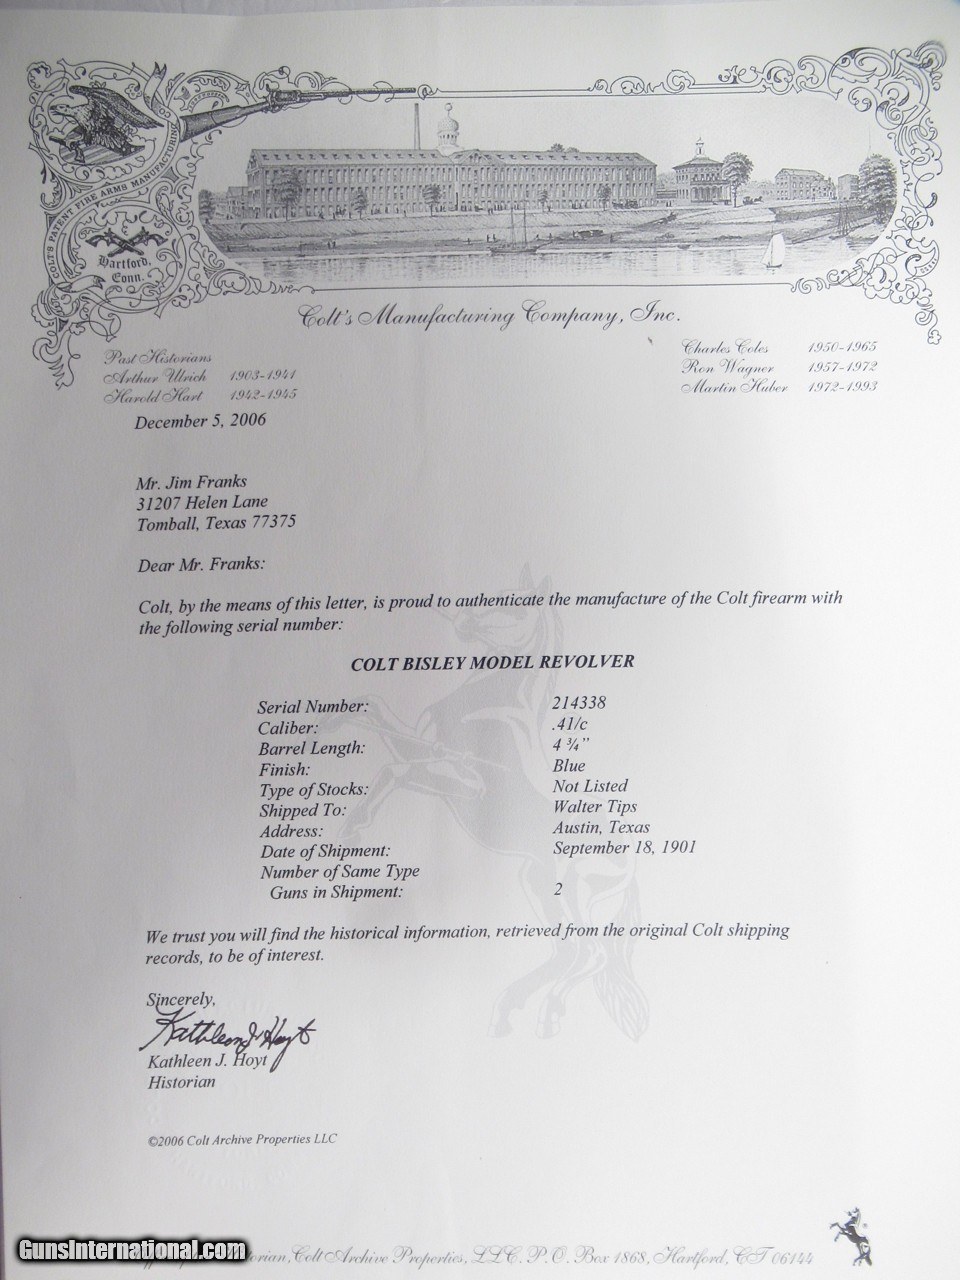 COLT'S PATENT FIRE ARMS MANUFACTURING
Hartford,
Conn.
Colt's Manufacturing Company, Inc.
Past Historians
Arthur Ulrich 1903-1941
Harold Hart 1942-1945
Charles Coles 1950-1965
Ron Wagner 1957-1972
Martin Huber 1972-1993
December 5, 2006
Mr. Jim Franks
31207 Helen Lane
Tomball, Texas 77375
Dear Mr. Franks:
Colt, by the means of this letter, is proud to authenticate the manufacture of the Colt firearm with
the following serial number:
COLT BISLEY MODEL REVOLVER
Serial Number: 214338
Caliber: .41/c
Barrel Length: 4 ¾"
Finish: Blue
Type of Stocks: Not Listed
Shipped To: Walter Tips
Address: Austin, Texas
Date of Shipment: September 18, 1901
Number of Same Type
Guns in Shipment: 2
We trust you will find the historical information, retrieved from the original Colt shipping
records, to be of interest.
Sincerely,
Kathleen J Hoyt
Kathleen J. Hoyt
Historian
©2006 Colt Archive Properties LLC
Colt Archive Properties, LLC. P.O. Box 1868, Hartford, CT 06144
GunsInternational.com